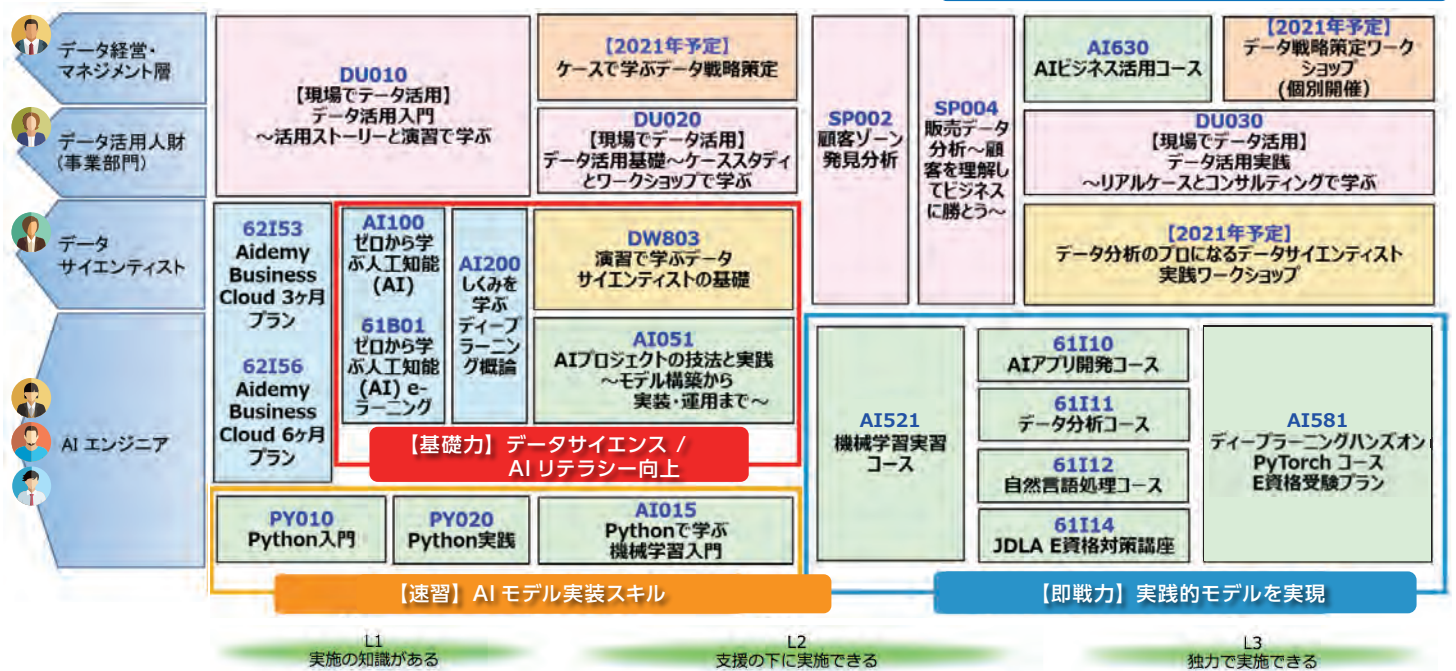 データ経営・
マネジメント層
データ活用人財
(事業部門)
データ
サイエンティスト
AI エンジニア
DU010
【現場でデータ活用】
データ活用入門
～活用ストーリーと演習で学ぶ
【2021年予定】
ケースで学ぶデータ戦略策定
DU020
【現場でデータ活用】
データ活用基礎～ケーススタディ
とワークショップで学ぶ
SP002
顧客ゾーン
発見分析
SP004
販売データ
分析～顧
客を理解し
てビジネス
に勝とう～
AI630
AIビジネス活用コース
【2021年予定】
データ戦略策定ワーク
ショップ
(個別開催)
DU030
【現場でデータ活用】
データ活用実践
～リアルケースとコンサルティングで学ぶ
62I53
Aidemy
Business
Cloud 3ヶ月
プラン
62I56
Aidemy
Business
Cloud 6ヶ月
プラン
AI100
ゼロから学
ぶ人工知能
(AI)
61B01
ゼロから学
ぶ人工知能
(AI) e-
ラーニング
AI200
しくみを
学ぶ
ディープ
ラーニン
グ概論
DW803
演習で学ぶデータ
サイエンティストの基礎
AI051
AIプロジェクトの技法と実践
～モデル構築から
実装・運用まで～
【2021年予定】
データ分析のプロになるデータサイエンティスト
実践ワークショップ
【基礎力】データサイエンス /
AI リテラシー向上
AI521
機械学習実習
コース
61I10
AIアプリ開発コース
61I11
データ分析コース
61I12
自然言語処理コース
61I14
JDLA E資格対策講座
AI581
ディープラーニングハンズオン
PyTorch コース
E資格受験プラン
PY010
Python入門
PY020
Python実践
AI015
Pythonで学ぶ
機械学習入門
【速習】AI モデル実装スキル
【即戦力】実践的モデルを実現
L1
実施の知識がある
L2
支援の下に実施できる
L3
独力で実施できる